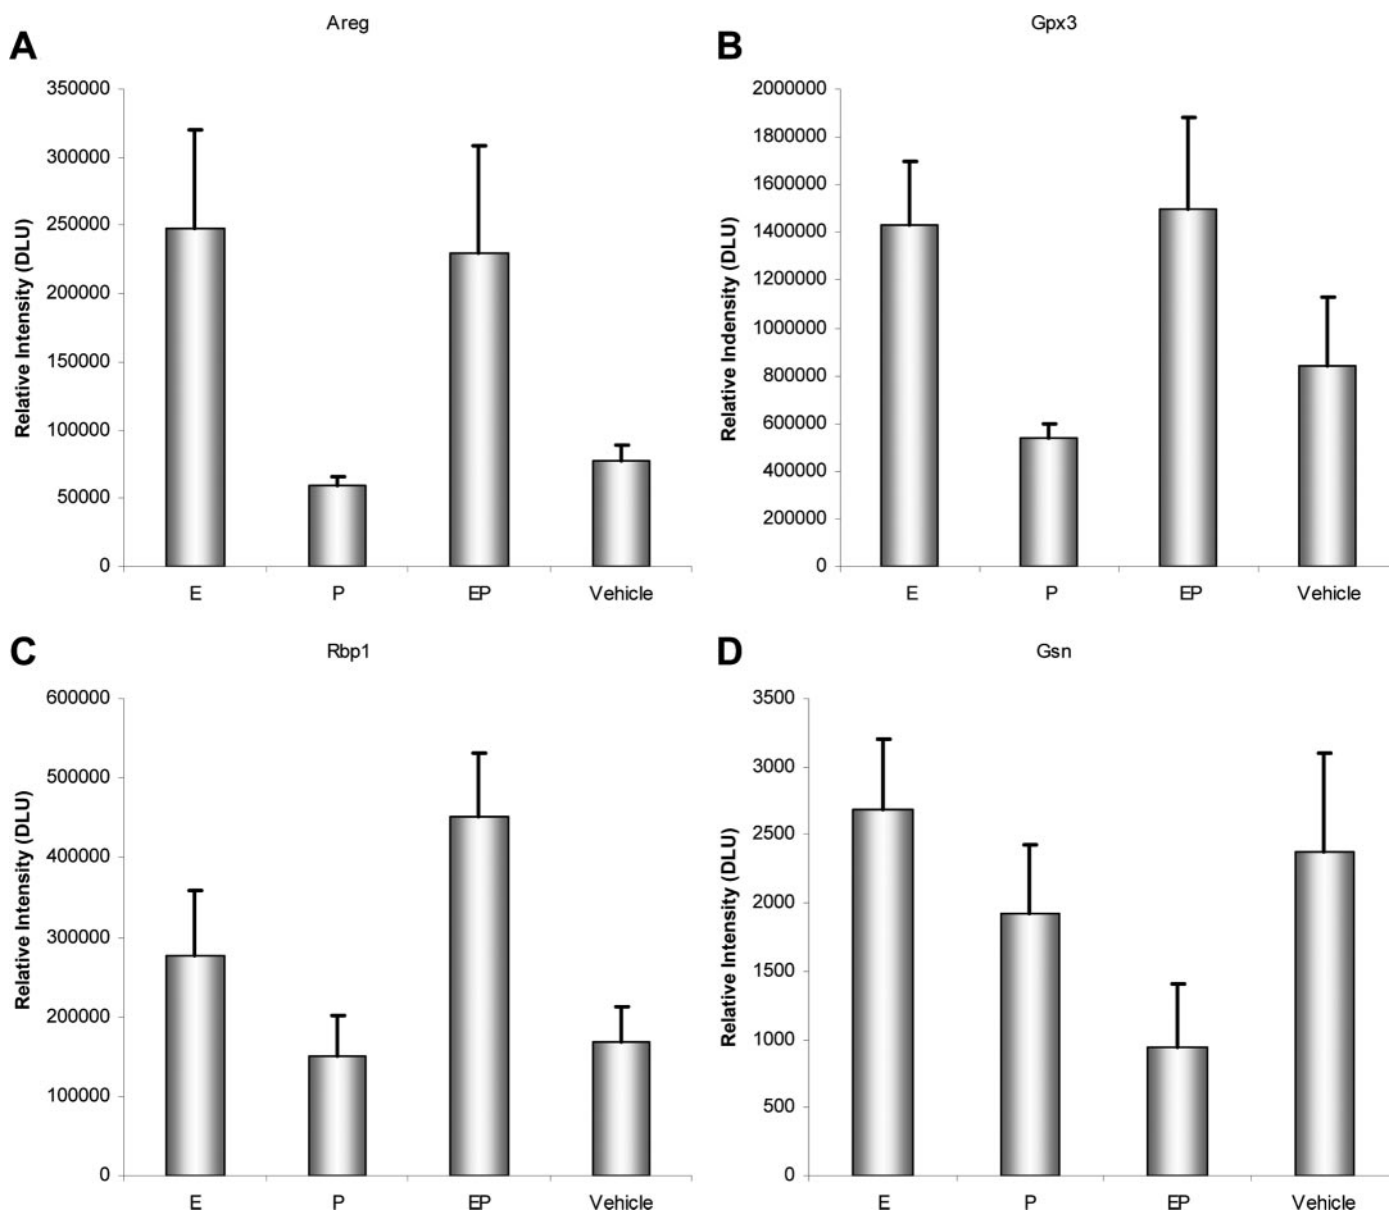 A
Areg
Relative Intensity (DLU)
350000
300000
250000
200000
150000
100000
50000
0
E P EP Vehicle
B
Gpx3
Relative Indensity (DLU)
2000000
1800000
1600000
1400000
1200000
1000000
800000
600000
400000
200000
0
E P EP Vehicle
C
Rbp1
Relative Intensity (DLU)
600000
500000
400000
300000
200000
100000
0
E P EP Vehicle
D
Gsn
Relative Intensity (DLU)
3500
3000
2500
2000
1500
1000
500
0
E P EP Vehicle